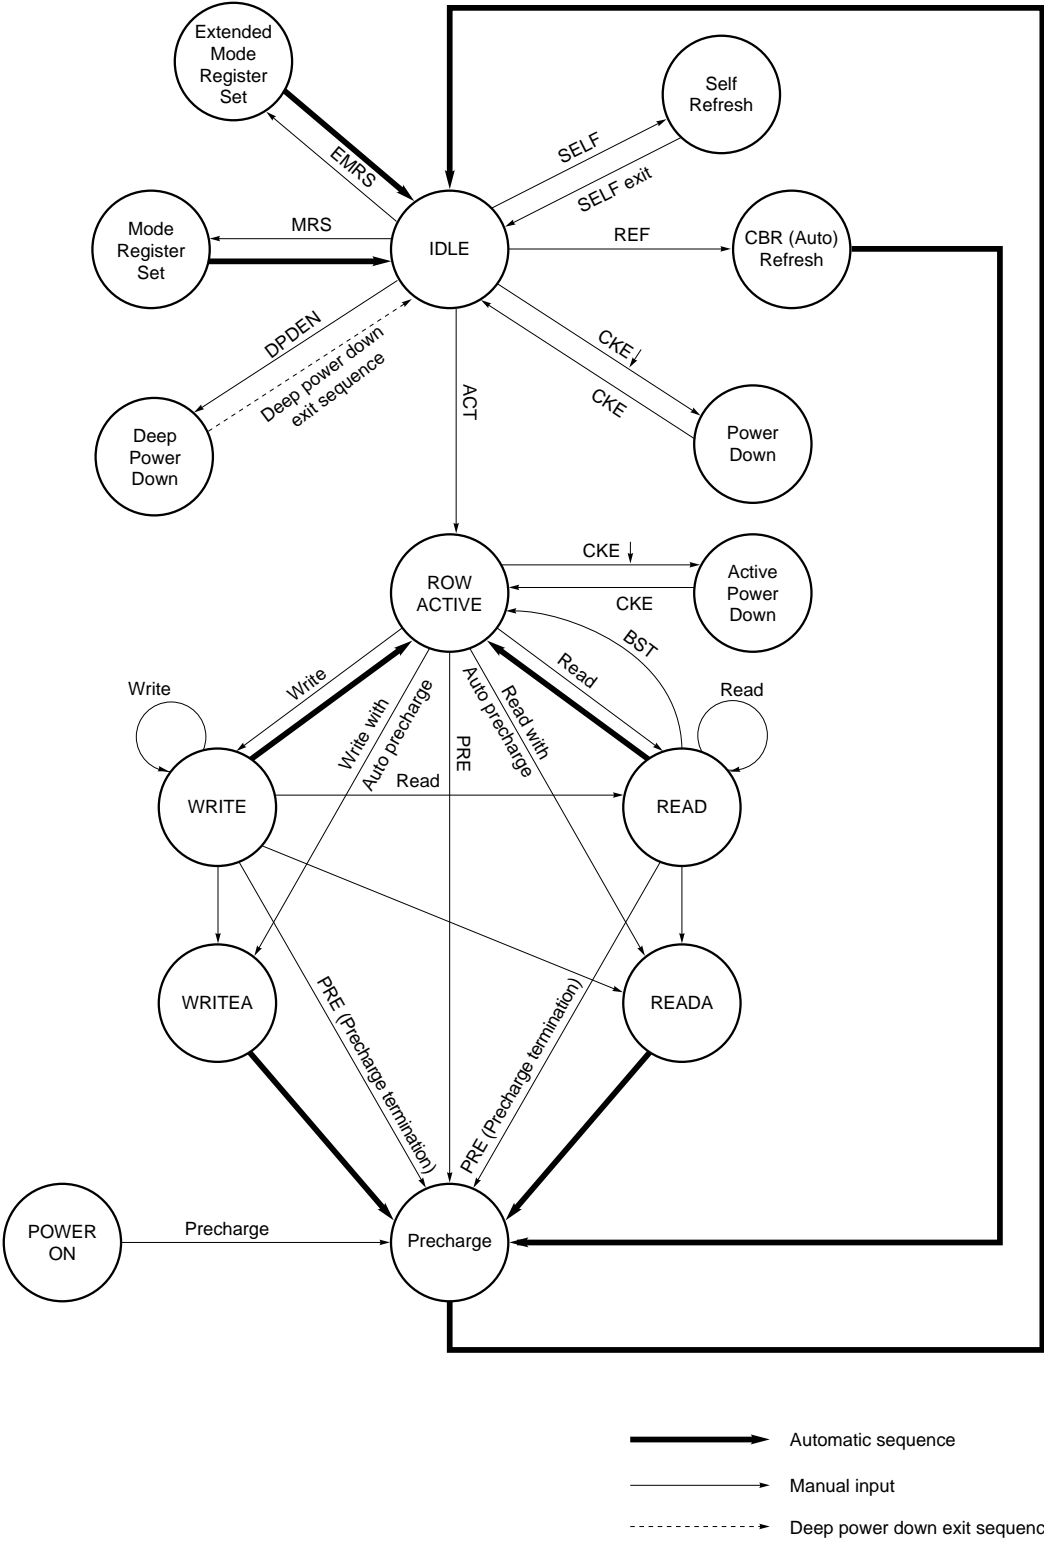 Extended
Mode
Register
Set
Self
Refresh
EMRS
SELF
SELF exit
Mode
Register
Set
MRS
IDLE
REF
CBR (Auto)
Refresh
DPDEN
Deep power down
exit sequence
ACT
CKE
CKE
Deep
Power
Down
Power
Down
ROW
ACTIVE
CKE
CKE
Active
Power
Down
BST
Write
Write
Write with
Auto precharge
PRE
Read with
Auto precharge
Read
Read
WRITE
Read
READ
WRITEA
READA
PRE (Precharge termination)
PRE (Precharge termination)
POWER
ON
Precharge
Precharge
Automatic sequence
Manual input
Deep power down exit sequenc